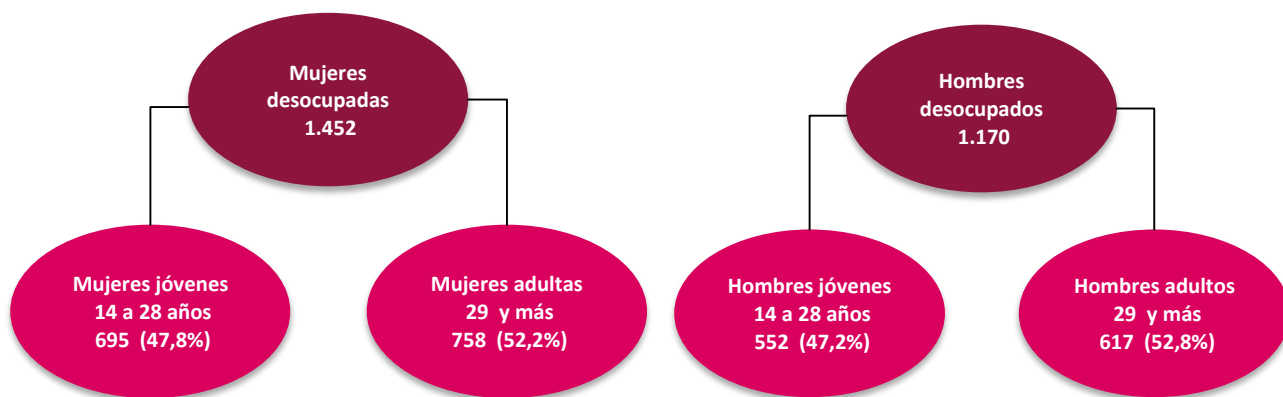 Mujeres
desocupadas
1.452
Hombres
desocupados
1.170
Mujeres jóvenes
14 a 28 años
695 (47,8%)
Mujeres adultas
29 y más
758 (52,2%)
Hombres jóvenes
14 a 28 años
552 (47,2%)
Hombres adultos
29 y más
617 (52,8%)